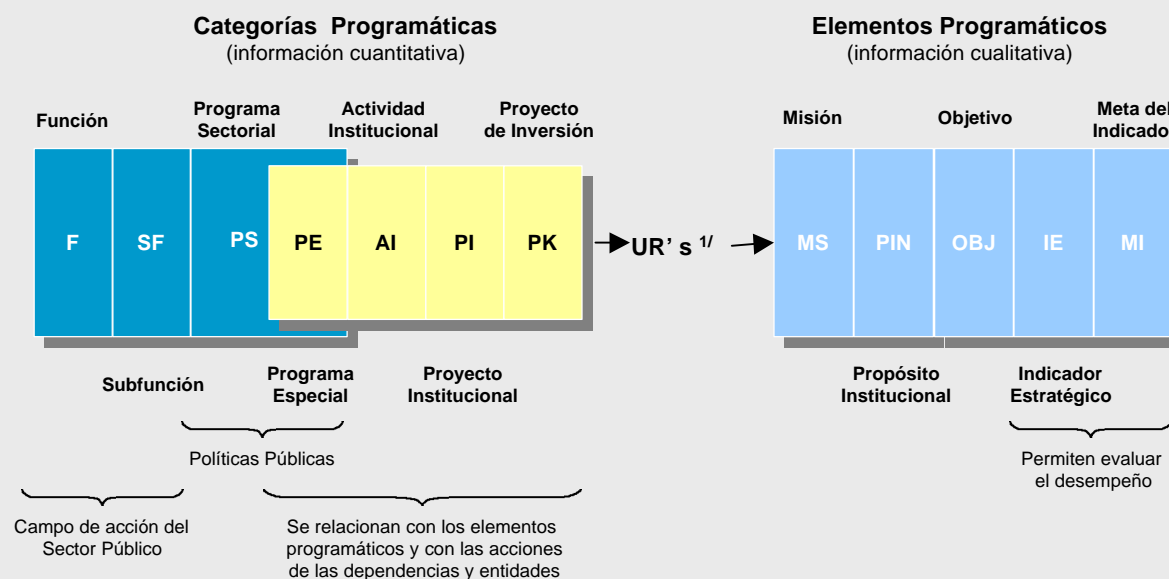 Categorías Programáticas
(información cuantitativa)
Elementos Programáticos
(información cualitativa)
Función
Programa
Sectorial
Actividad
Institucional
Proyecto
de Inversión
Misión
Objetivo
Meta del
Indicado
F
SF
PS
PE
AI
PI
PK
UR' s 1/
MS
PIN
OBJ
IE
MI
Subfunción
Programa
Especial
Proyecto
Institucional
Propósito
Institucional
Indicador
Estratégico
Políticas Públicas
Permiten evaluar
el desempeño
Campo de acción del
Sector Público
Se relacionan con los elementos
programáticos y con las acciones
de las dependencias y entidades